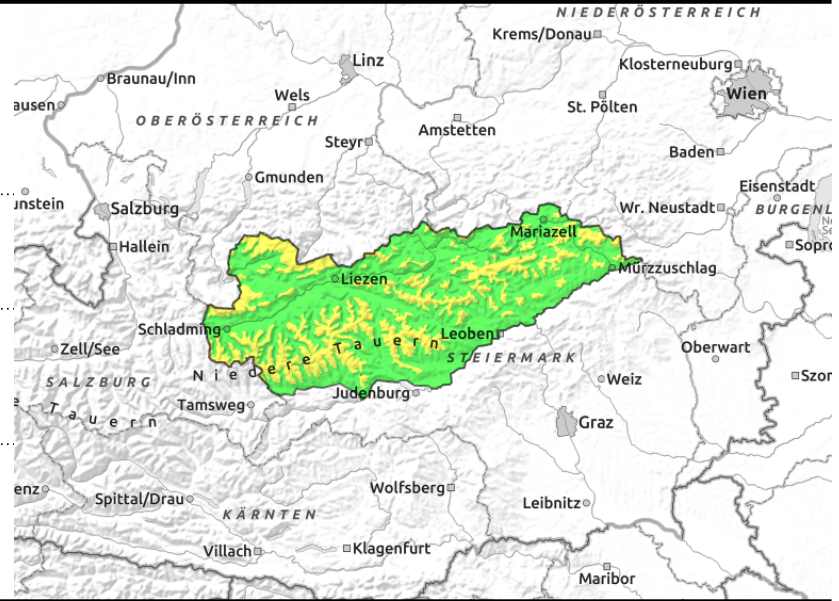 NIEDERÖSTERREICH
Krems/Donau
Linz
Klosterneuburg
Braunau/Inn
Wien
Wels
ausen
St. Pölten
OBERÖSTERREICH
Amstetten
Steyr
Baden
Gmunden
Eisenstadt
unstein
Salzburg
Wr. Neustadt
BURGENL
Mariazell
Hallein
Sopro
Mürzzuschlag
Liezen
Schladming
Leoben
Zell/See
Niedere Tauern
Oberwart
STEIERMARK
SALZBURG
Weiz
Szor
Judenburg
Tamsweg
Tauern
Graz
enz
Wolfsberg
Spittal/Drau
Leibnitz
KÄRNTEN
Villach
Klagenfurt
Maribor